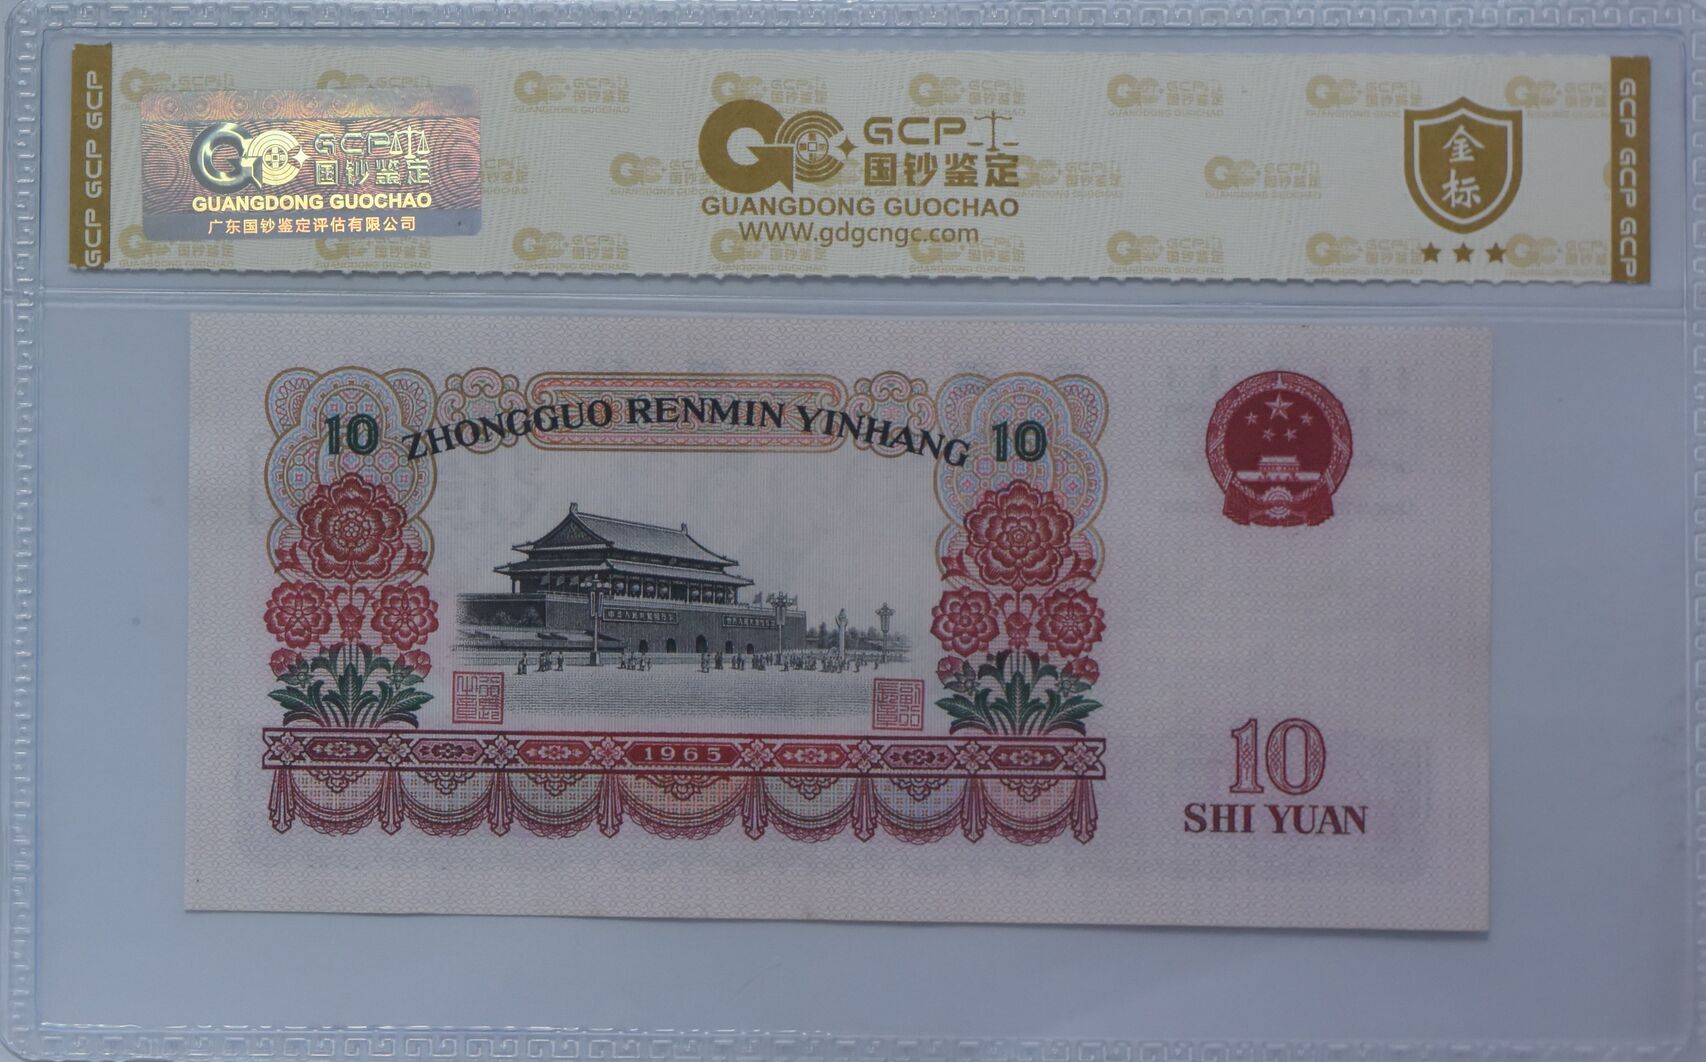 GCP GCP GCP
GCP
国钞鉴定
GUANGDONG GUOCHAO
广东国钞鉴定评估有限公司
GCP
国钞鉴定
GUANGDONG GUOCHAO
WWW.gdgcngc.com
金标
GCP GCP GCP
10
ZHONGGUO RENMIN YINHANG
10
1965
10
SHI YUAN